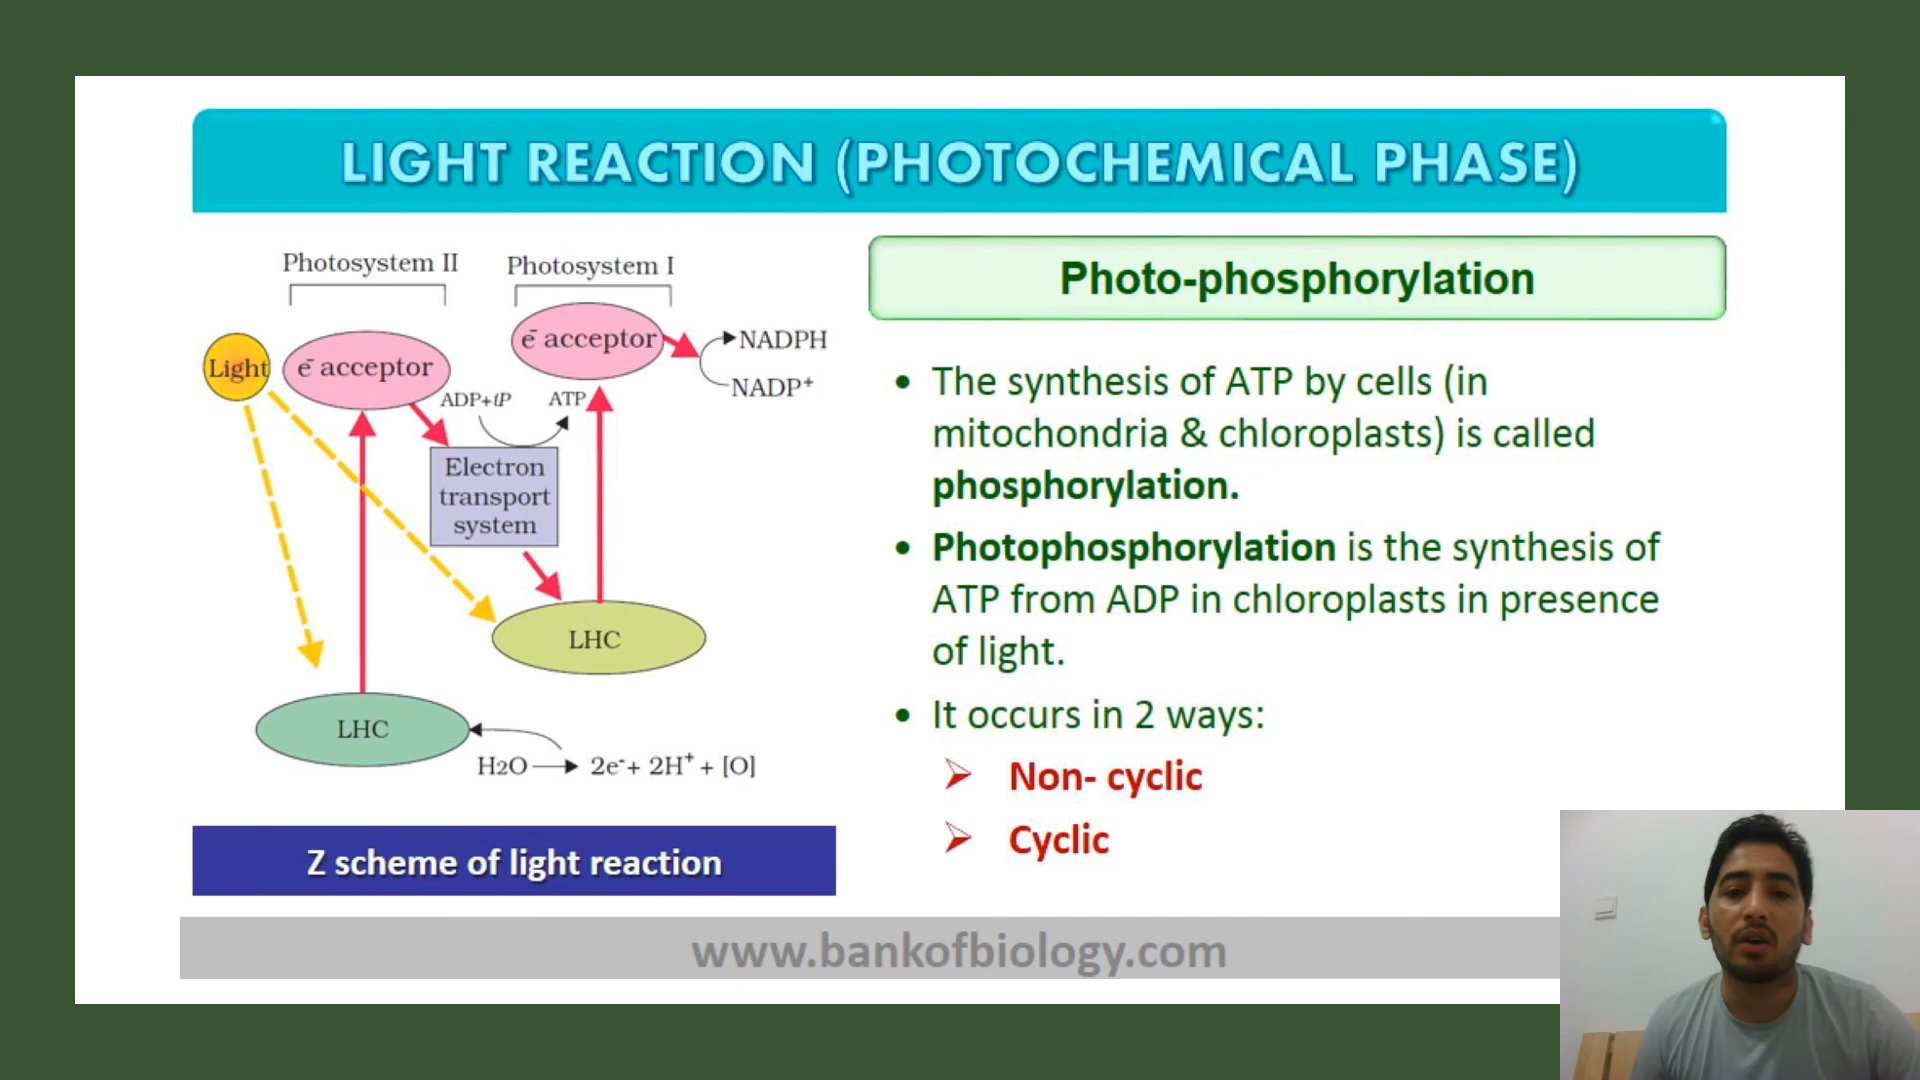 LIGHT REACTION (PHOTOCHEMICAL PHASE)
Photosystem II
Photosystem I
Light
e⁻ acceptor
e⁻ acceptor
NADPH
NADP⁺
ADP+iP
ATP
Electron
transport
system
LHC
LHC
H2O → 2e⁻+ 2H⁺ + [O]
Z scheme of light reaction
Photo-phosphorylation
• The synthesis of ATP by cells (in
mitochondria & chloroplasts) is called
phosphorylation.
• Photophosphorylation is the synthesis of
ATP from ADP in chloroplasts in presence
of light.
• It occurs in 2 ways:
➢ Non- cyclic
➢ Cyclic
www.bankofbiology.com